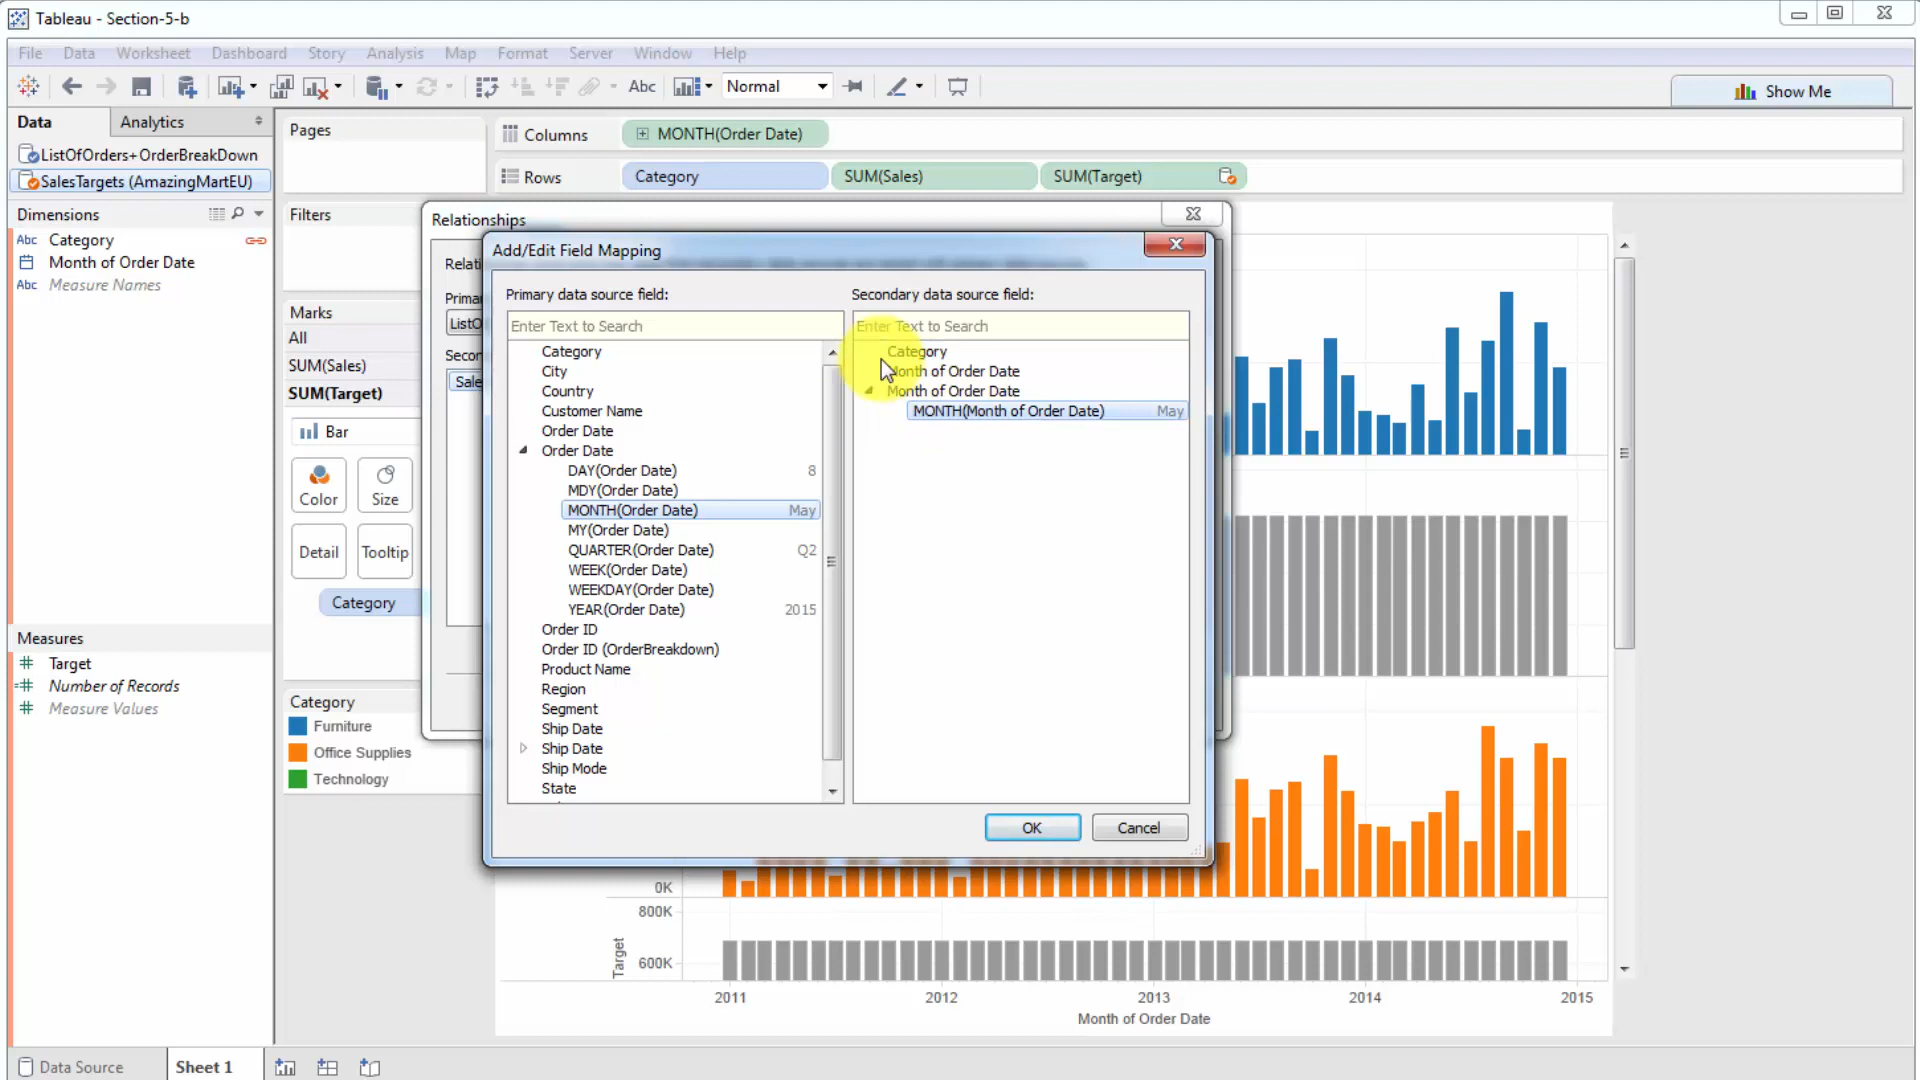 Tableau - Section-5-b
File Data Worksheet Dashboard Story Analysis Map Format Server Window Help
Abc Normal Show Me
Data Analytics
ListOfOrders+OrderBreakDown
SalesTargets (AmazingMartEU)
Dimensions
Abc Category
Month of Order Date
Abc Measure Names
Measures
Target
Number of Records
Measure Values
Pages
Filters
Marks
All
SUM(Sales)
SUM(Target)
Bar
Color Size
Detail Tooltip
Category
Category
Furniture
Office Supplies
Technology
Columns MONTH(Order Date)
Rows Category SUM(Sales) SUM(Target)
Relationships
Add/Edit Field Mapping
Primary data source field:
Enter Text to Search
Category
City
Country
Customer Name
Order Date
Order Date
DAY(Order Date) 8
MDY(Order Date)
MONTH(Order Date) May
MY(Order Date)
QUARTER(Order Date) Q2
WEEK(Order Date)
WEEKDAY(Order Date)
YEAR(Order Date) 2015
Order ID
Order ID (OrderBreakdown)
Product Name
Region
Segment
Ship Date
Ship Date
Ship Mode
State
Secondary data source field:
Enter Text to Search
Category
Month of Order Date
Month of Order Date
MONTH(Month of Order Date) May
OK Cancel
0K
800K
600K
Target
2011 2012 2013 2014 2015
Month of Order Date
Data Source Sheet 1